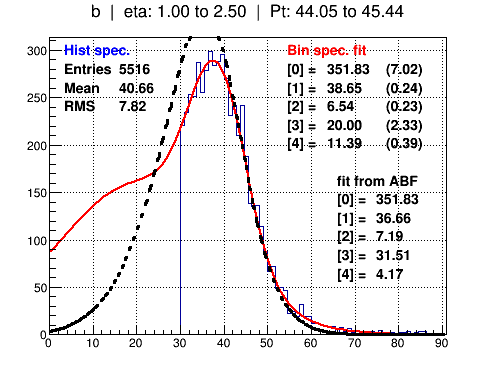 b | eta: 1.00 to 2.50 | Pt: 44.05 to 45.44
Hist spec.
Entries 5516
Mean 40.66
RMS 7.82
Bin spec. fit
[0] = 351.83 (7.02)
[1] = 38.65 (0.24)
[2] = 6.54 (0.23)
[3] = 20.00 (2.33)
[4] = 11.39 (0.39)
fit from ABF
[0] = 351.83
[1] = 36.66
[2] = 7.19
[3] = 31.51
[4] = 4.17
300
250
200
150
100
50
0
0 10 20 30 40 50 60 70 80 90